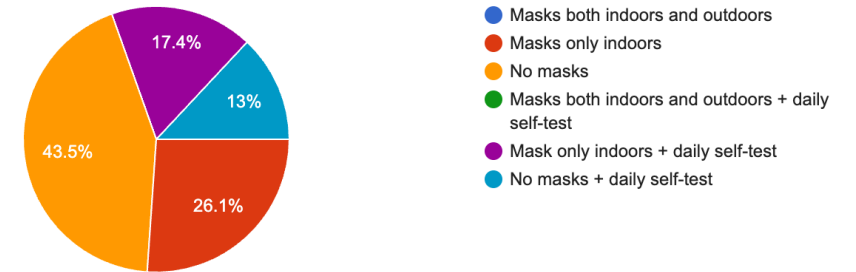 17.4%
13%
43.5%
26.1%
Masks both indoors and outdoors
Masks only indoors
No masks
Masks both indoors and outdoors + daily
self-test
Mask only indoors + daily self-test
No masks + daily self-test